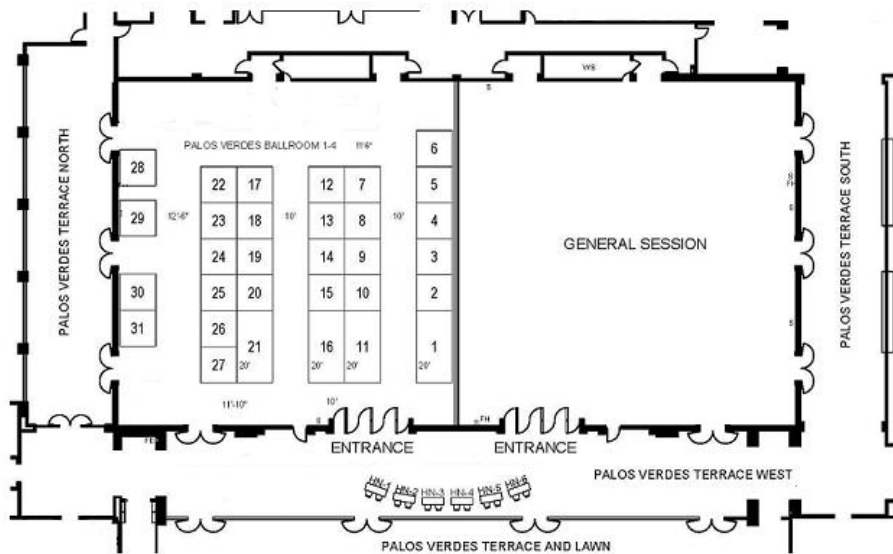 WS
S
PALOS VERDES BALLROOM 1-4 11'6"
6
28
22 17 12 7 5
S
FH
29
12'-6" 23 18 10' 13 8 10' 4
S
GENERAL SESSION
24 19 14 9 3
30
25 20 15 10 2
31
26
21 16 11 1
27
20' 20' 20' 20'
S
11'-10" 10'
S
S FH
ENTRANCE ENTRANCE
PALOS VERDES TERRACE NORTH
PALOS VERDES TERRACE SOUTH
PALOS VERDES TERRACE WEST
HN-1 HN-2 HN-3 HN-4 HN-5 HN-6
PALOS VERDES TERRACE AND LAWN